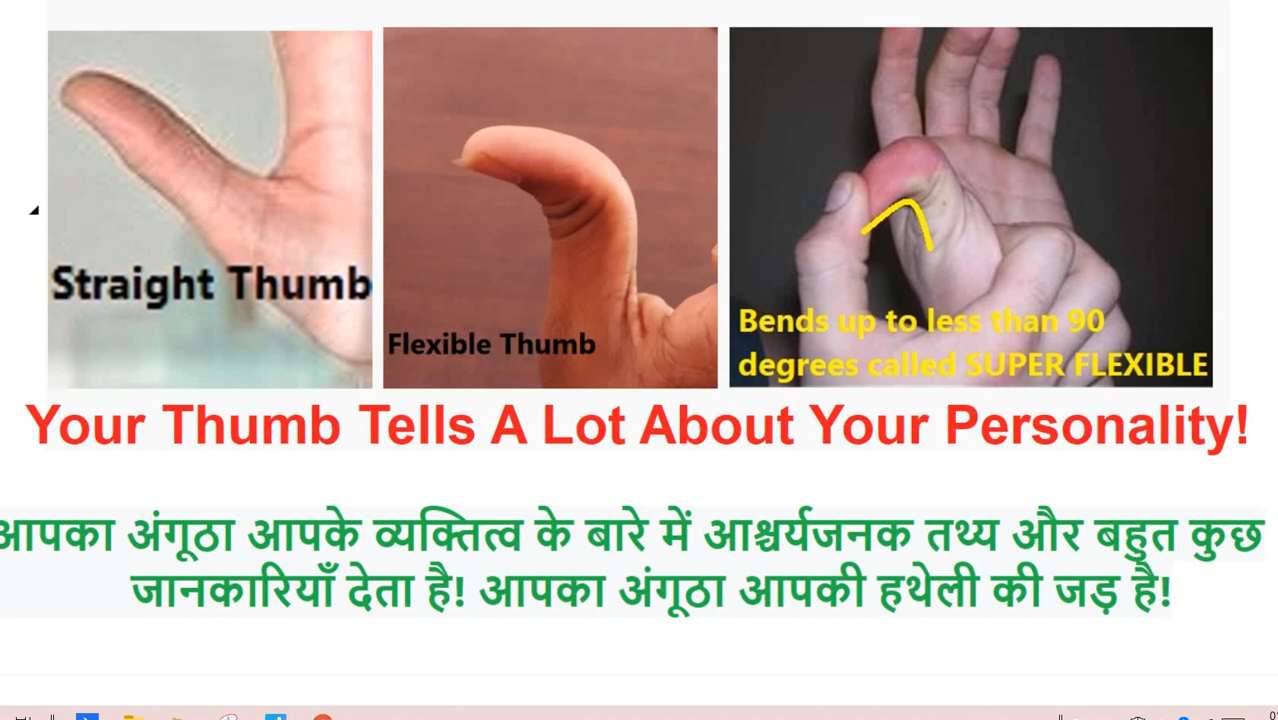 Straight Thumb
Flexible Thumb
Bends up to less than 90
degrees called SUPER FLEXIBLE
Your Thumb Tells A Lot About Your Personality!
आपका अंगूठा आपके व्यक्तित्व के बारे में आश्चर्यजनक तथ्य और बहुत कुछ
जानकारियाँ देता है! आपका अंगूठा आपकी हथेली की जड़ है!